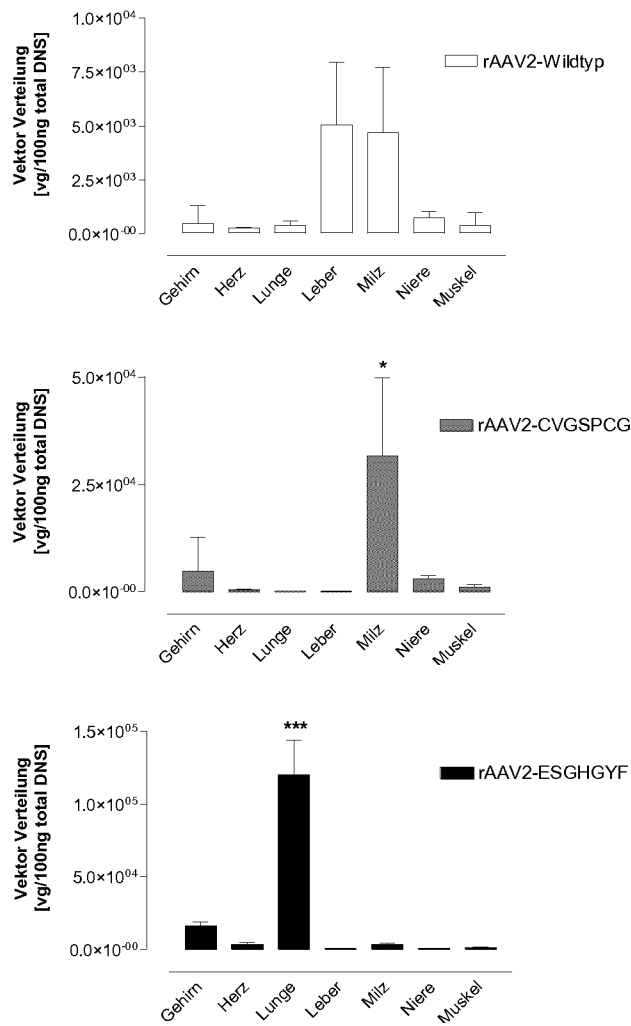 1.0×10⁰⁴
7.5×10⁰³
5.0×10⁰³
2.5×10⁰³
0.0×10⁻⁰⁰
Vektor Verteilung
[vg/100ng total DNS]
rAAV2-Wildtyp
Gehirn
Herz
Lunge
Leber
Milz
Niere
Muskel
5.0×10⁰⁴
2.5×10⁰⁴
0.0×10⁻⁰⁰
Vektor Verteilung
[vg/100ng total DNS]
*
rAAV2-CVGSPCG
Gehirn
Herz
Lunge
Leber
Milz
Niere
Muskel
1.5×10⁰⁵
1.0×10⁰⁵
5.0×10⁰⁴
0.0×10⁻⁰⁰
Vektor Verteilung
[vg/100ng total DNS]
***
rAAV2-ESGHGYF
Gehirn
Herz
Lunge
Leber
Milz
Niere
Muskel